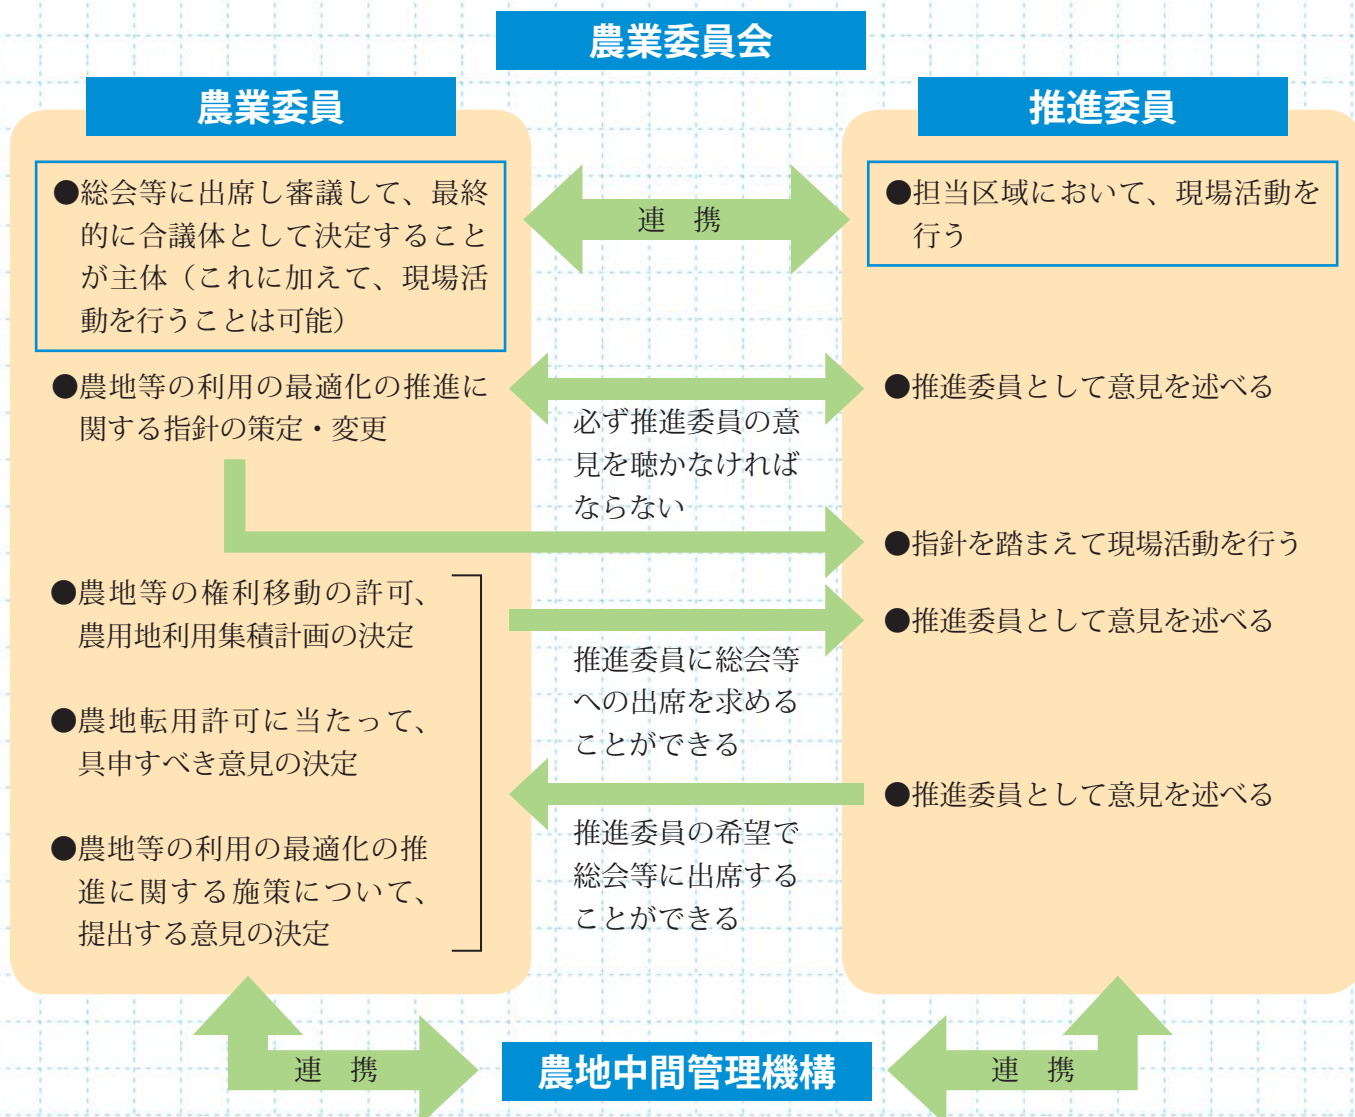 農業委員会
農業委員
●総会等に出席し審議して、最終
的に合議体として決定すること
が主体（これに加えて、現場活
動を行うことは可能）
●農地等の利用の最適化の推進に
関する指針の策定・変更
●農地等の権利移動の許可、
農用地利用集積計画の決定
●農地転用許可に当たって、
具申すべき意見の決定
●農地等の利用の最適化の推
進に関する施策について、
提出する意見の決定
連　携
必ず推進委員の意
見を聴かなければ
ならない
推進委員に総会等
への出席を求める
ことができる
推進委員の希望で
総会等に出席する
ことができる
推進委員
●担当区域において、現場活動を
行う
●推進委員として意見を述べる
●指針を踏まえて現場活動を行う
●推進委員として意見を述べる
●推進委員として意見を述べる
連　携
農地中間管理機構
連　携